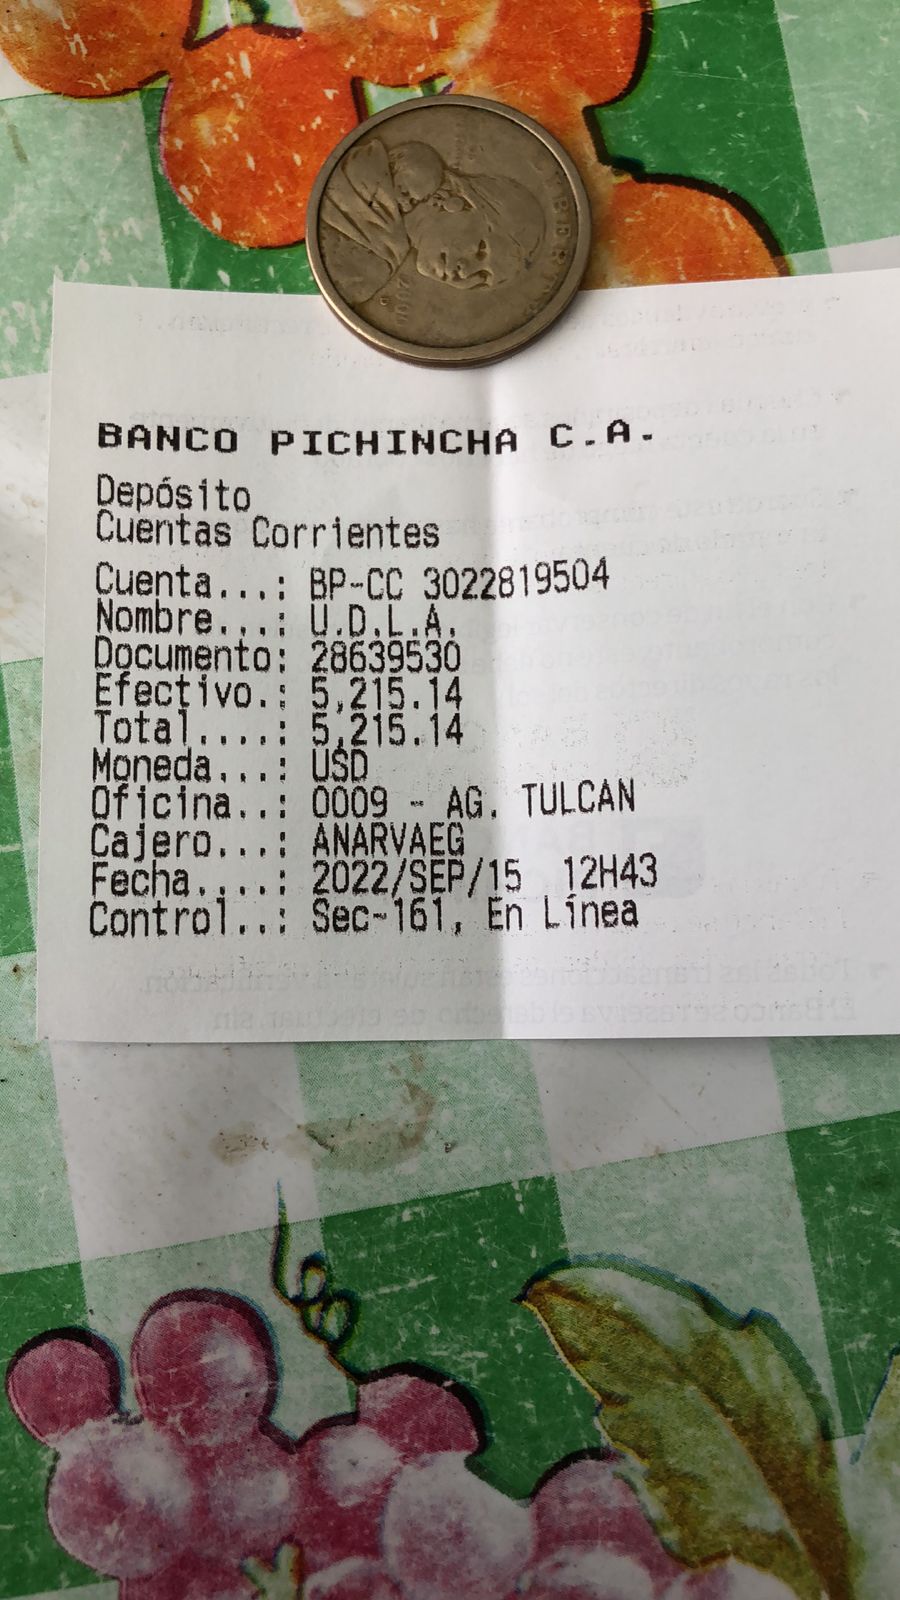 BANCO PICHINCHA C.A.
Depósito
Cuentas Corrientes
Cuenta...: BP-CC 3022819504
Nombre...: U.D.L.A.
Documento: 28639530
Efectivo.: 5,215.14
Total....: 5,215.14
Moneda...: USD
Oficina..: 0009 - AG. TULCAN
Cajero...: ANARVAEG
Fecha....: 2022/SEP/15 12H43
Control..: Sec-161, En Línea